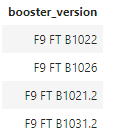 booster_version
F9 FT B1022
F9 FT B1026
F9 FT B1021.2
F9 FT B1031.2